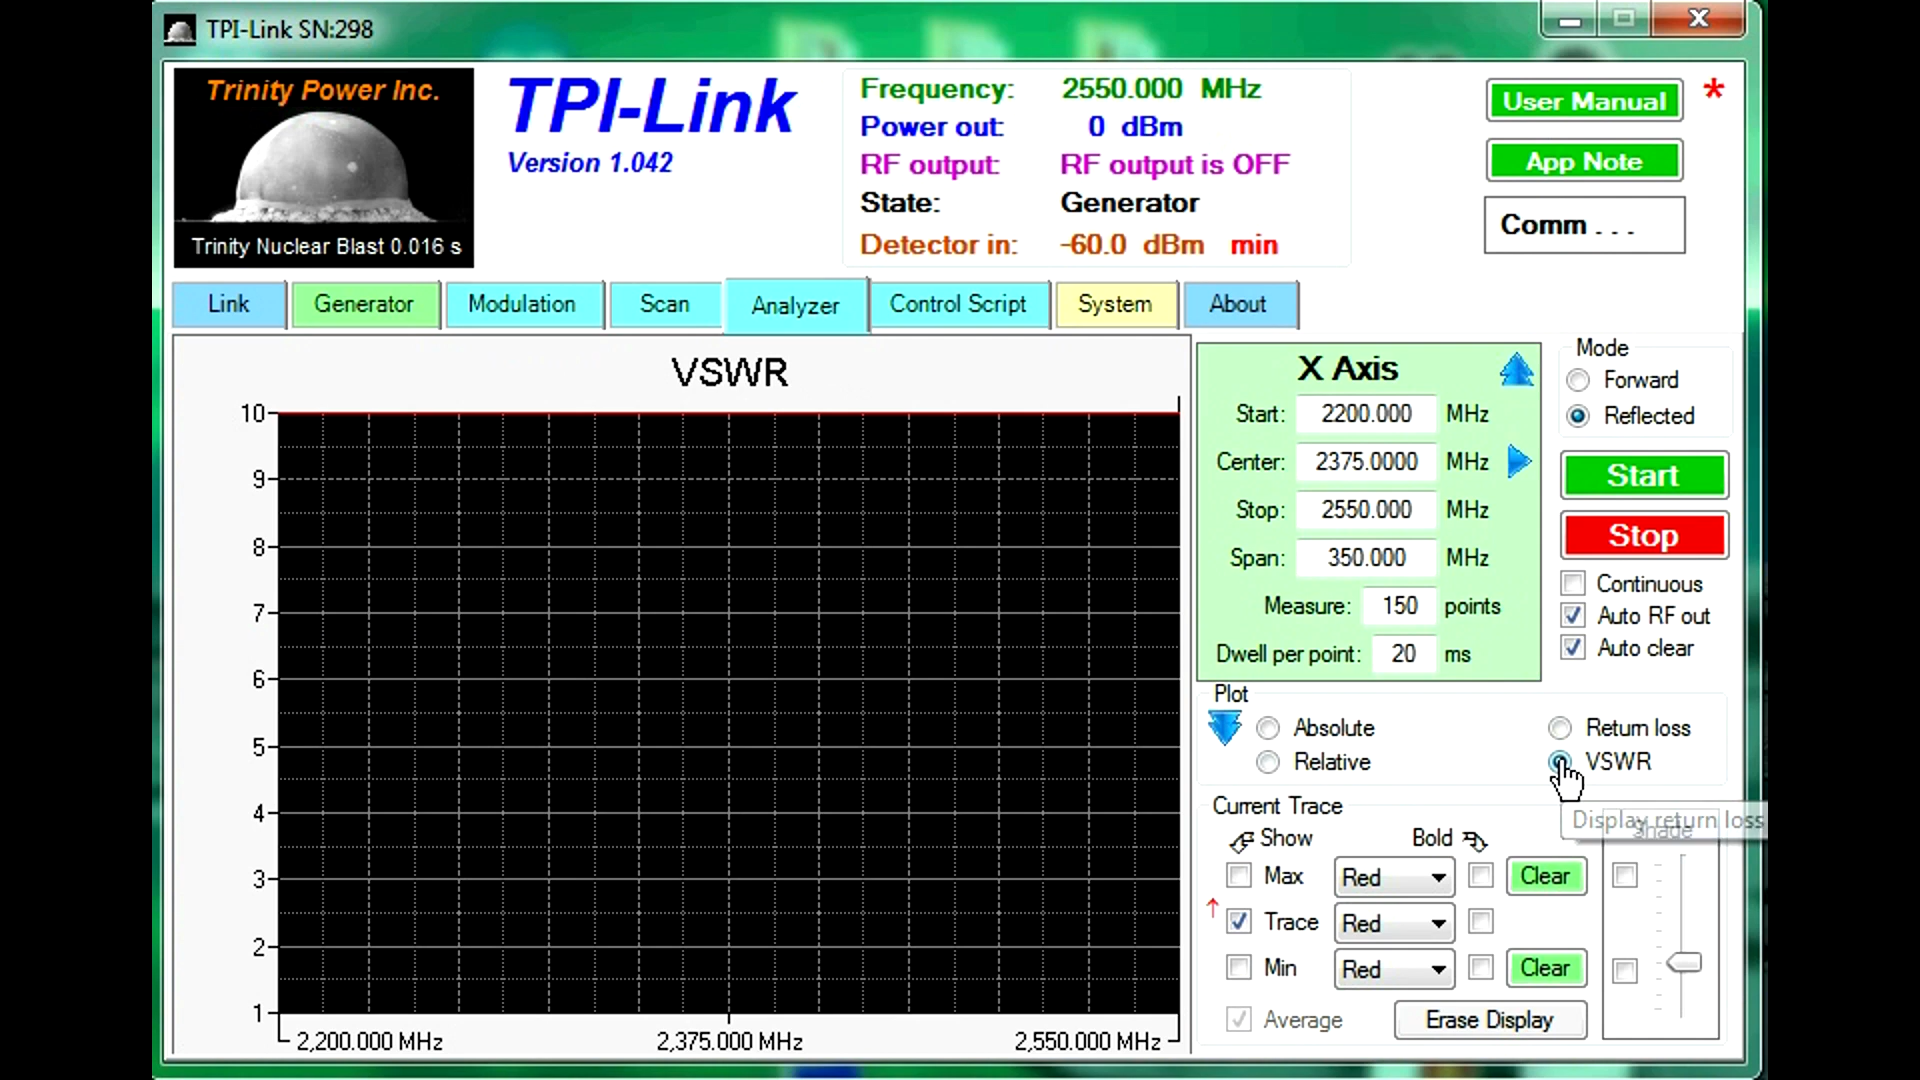 TPI-Link SN:298
Trinity Power Inc.
Trinity Nuclear Blast 0.016 s
TPI-Link
Version 1.042
Frequency: 2550.000 MHz
Power out: 0 dBm
RF output: RF output is OFF
State: Generator
Detector in: -60.0 dBm min
User Manual *
App Note
Comm . . .
Link Generator Modulation Scan Analyzer Control Script System About
VSWR
10
9
8
7
6
5
4
3
2
1
2,200.000 MHz 2,375.000 MHz 2,550.000 MHz
X Axis
Start: 2200.000 MHz
Center: 2375.0000 MHz
Stop: 2550.000 MHz
Span: 350.000 MHz
Measure: 150 points
Dwell per point: 20 ms
Mode
Forward
Reflected
Start
Stop
Continuous
Auto RF out
Auto clear
Plot
Absolute Return loss
Relative VSWR
Display return loss
Current Trace
Show Bold Shade
Max Red Clear
Trace Red
Min Red Clear
Average Erase Display